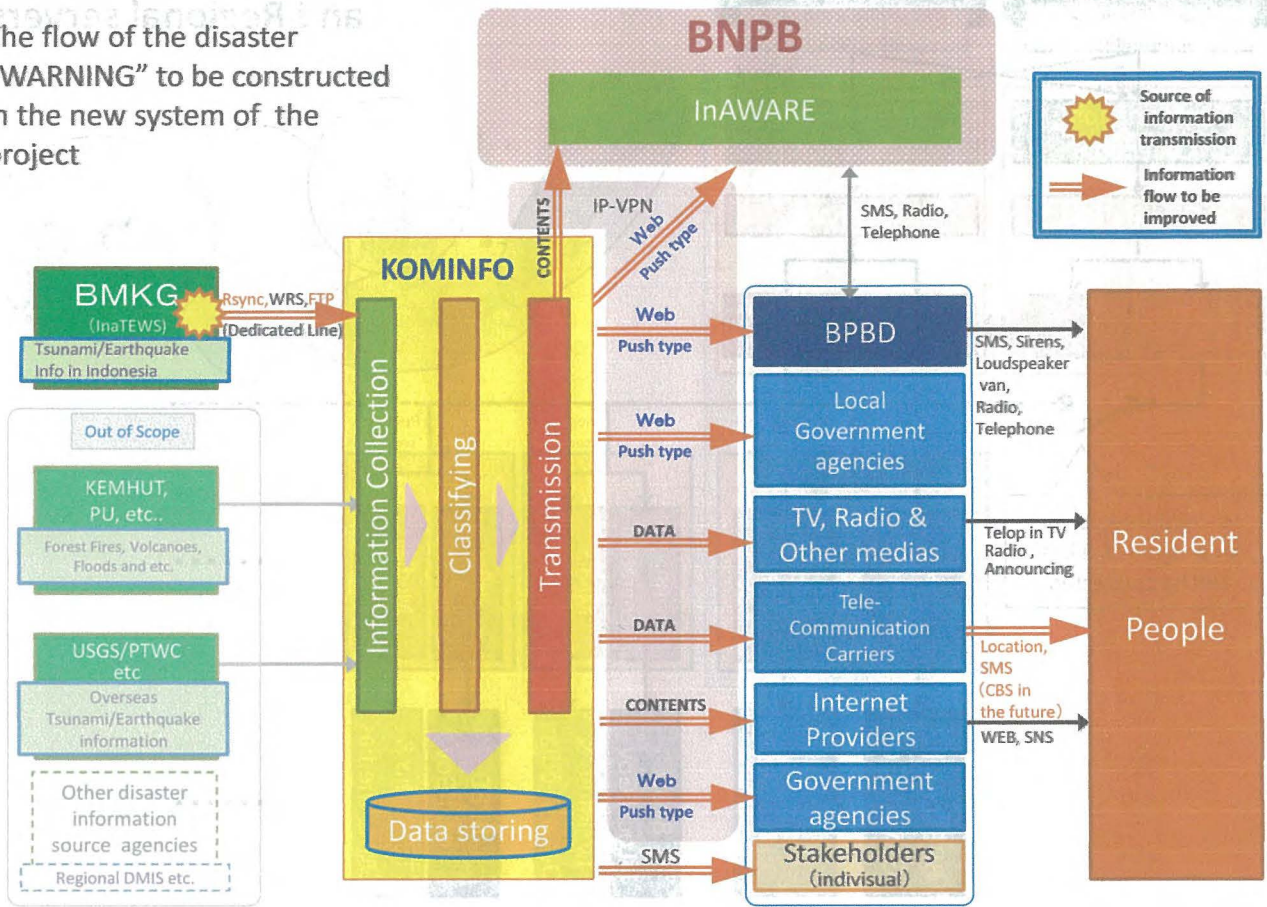 he flow of the disaster
WARNING" to be constructed
n the new system of the
project
BNPB
InAWARE
Source of
information
transmission
Information
flow to be
improved
IP-VPN
SMS, Radio,
Telephone
CONTENTS
Web
Push type
KOMINFO
BMKG
(InaTEWS)
Tsunami/Earthquake
Info in Indonesia
Rsync,WRS,FTP
(Dedicated Line)
Out of Scope
KEMHUT,
PU, etc..
Forest Fires, Volcanoes,
Floods and etc.
USGS/PTWC
etc
Overseas
Tsunami/Earthquake
information
Other disaster
information
source agencies
Regional DMIS etc.
Information Collection
Classifying
Transmission
Data storing
Web
Push type
Web
Push type
DATA
DATA
CONTENTS
Web
Push type
SMS
BPBD
Local
Government
agencies
TV, Radio &
Other medias
Tele-
Communication
Carriers
Internet
Providers
Government
agencies
Stakeholders
(indivisual)
SMS, Sirens,
Loudspeaker
van,
Radio,
Telephone
Telop in TV
Radio ,
Announcing
Location,
SMS
(CBS in
the future)
WEB, SNS
Resident
People